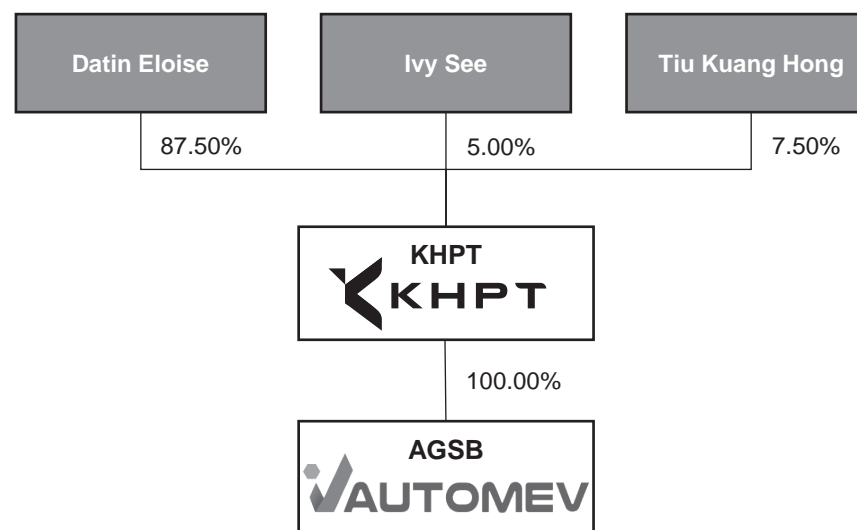 Datin Eloise
Ivy See
Tiu Kuang Hong
87.50%
5.00%
7.50%
KHPT
KHPT
100.00%
AGSB
AUTOMEV